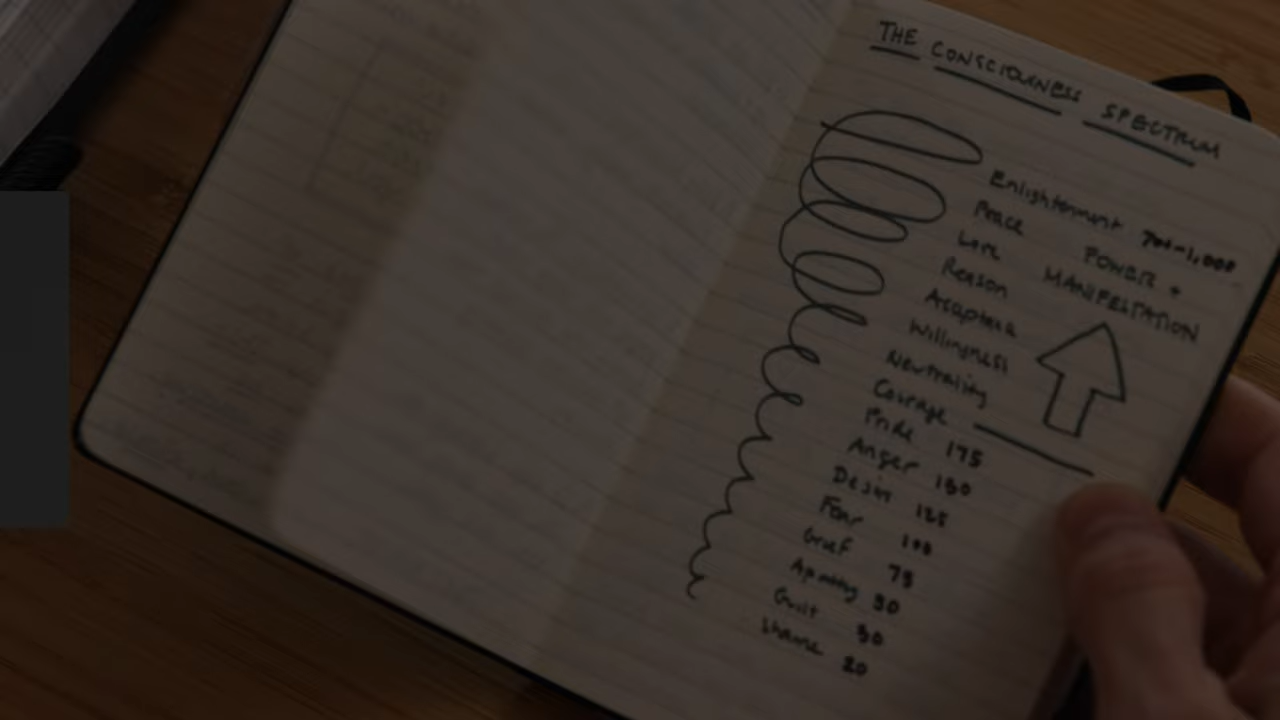 THE CONSCIOUSNESS SPECTRUM
Enlightenment 700-1,000
Peace POWER +
Love MANIFESTATION
Reason
Acceptance
Willingness
Neutrality
Courage
Pride 175
Anger 150
Desire 125
Fear 100
Grief 75
Apathy 50
Guilt 30
Shame 20